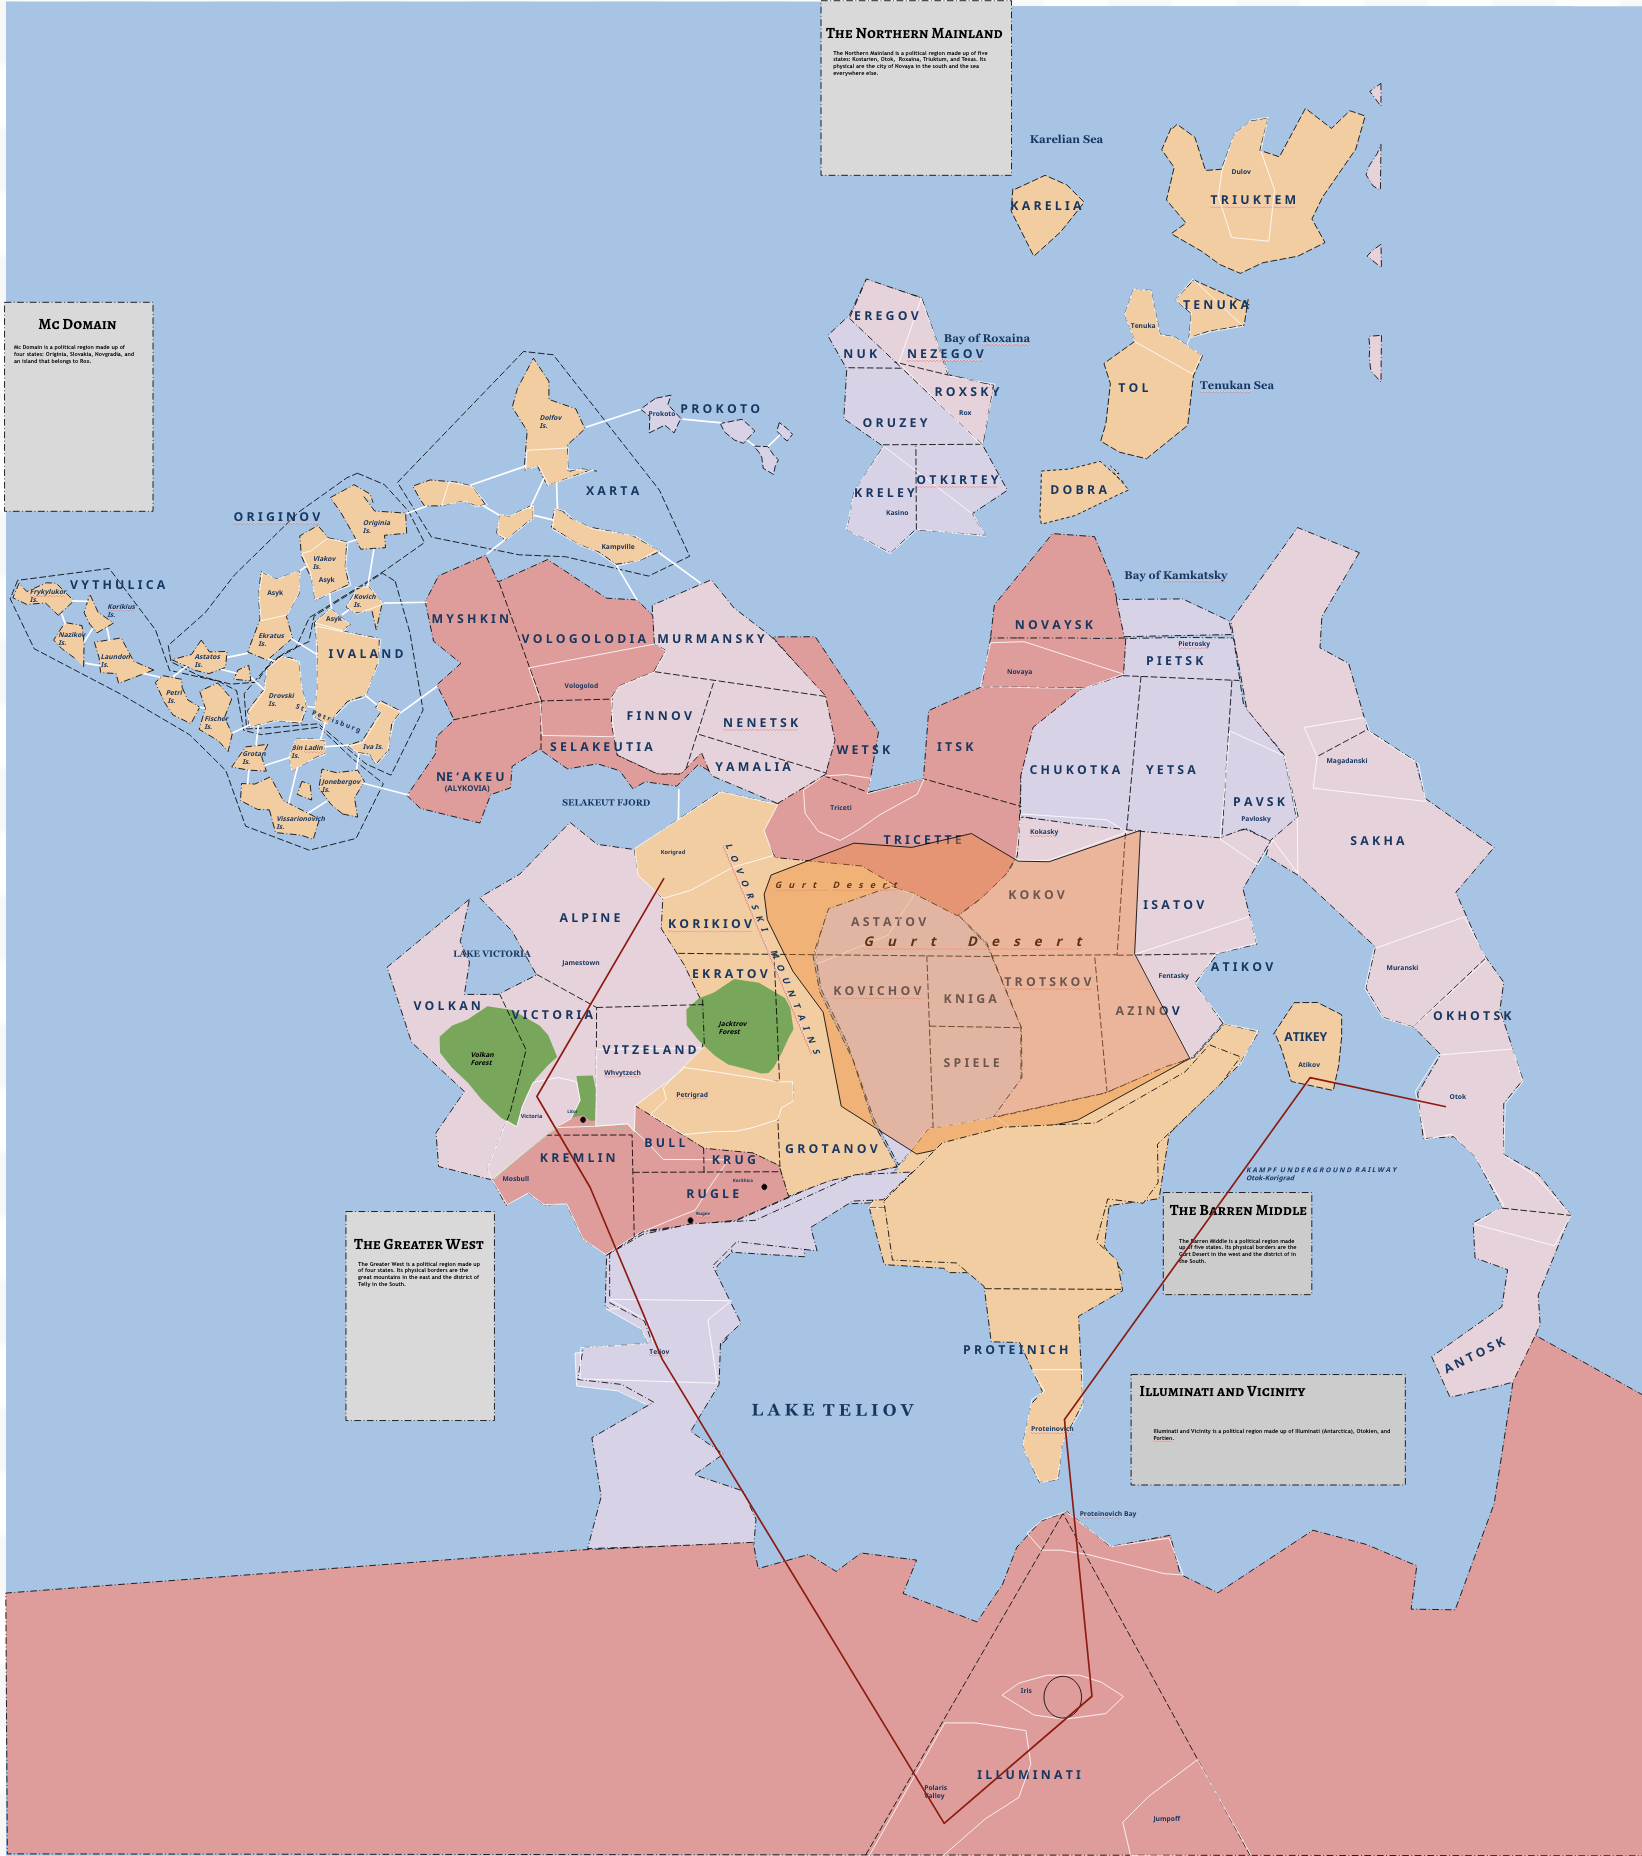 The Northern Mainland
The Northern Mainland is a political region made up of five
states: Kostarien, Otok, Roxaina, Triuktum, and Texas. Its
physical are the city of Novaya in the south and the sea
everywhere else.
Karelian Sea
KARELIA
Dulov
TRIUKTEM
TENUKA
Tenuka
TOL
Tenukan Sea
DOBRA
EREGOV
Bay of Roxaina
NUK
NEZEGOV
ROXSKY
Rox
ORUZEY
OTKIRTEY
KRELEY
Kasino
Mc Domain
Mc Domain is a political region made up of
four states: Originia, Slovakia, Novgradia, and
an island that belongs to Rox.
Dolfov
Is.
Prokoto
PROKOTO
XARTA
Kampville
ORIGINOV
Originia
Is.
Vlakov
Is.
Asyk
Asyk
Kovich
Is.
Asyk
VYTHULICA
Frykylukor
Is.
Korikius
Is.
Nazikov
Is.
Laundon
Is.
Ekratus
Is.
IVALAND
Astatos
Is.
Petri
Is.
Drovski
Is.
Fischer
Is.
St. Petrisburg
Grotan
Is.
Bin Ladin
Is.
Iva Is.
Jonebergov
Is.
Vissarionovich
Is.
MYSHKIN
VOLOGOLODIA
MURMANSKY
Vologolod
FINNOV
NENETSK
SELAKEUTIA
YAMALIA
WETSK
NE'AKEU
(ALYKOVIA)
SELAKEUT FJORD
Bay of Kamkatsky
NOVAYSK
Novaya
Pietrosky
PIETSK
ITSK
CHUKOTKA
YETSA
PAVSK
Pavlosky
Triceti
TRICETTE
Kokasky
Magadanski
SAKHA
Korigrad
LOVORSKI MOUNTAINS
Gurt Desert
KOKOV
ISATOV
ALPINE
KORIKIOV
ASTATOV
Gurt Desert
LAKE VICTORIA
Jamestown
EKRATOV
KOVICHOV
KNIGA
TROTSKOV
Fentasky
ATIKOV
Muranski
VOLKAN
VICTORIA
AZINOV
OKHOTSK
Jacktrov
Forest
ATIKEY
Atikov
Volkan
Forest
VITZELAND
Whvytzech
SPIELE
Petrigrad
Otok
Victoria
BULL
GROTANOV
KREMLIN
KRUG
Mosbull
RUGLE
KAMPF UNDERGROUND RAILWAY
Otok-Korigrad
The Barren Middle
The Barren Middle is a political region made
up of five states. Its physical borders are the
Gurt Desert in the west and the district of in
the South.
The Greater West
The Greater West is a political region made up
of four states. Its physical borders are the
great mountains in the east and the district of
Telly in the South.
Teliov
PROTEINICH
ANTOSK
LAKE TELIOV
Proteinovich
Illuminati and Vicinity
Illuminati and Vicinity is a political region made up of Illuminati (Antarctica), Otokien, and
Portien.
Proteinovich Bay
Iris
ILLUMINATI
Polaris
Valley
Jumpoff